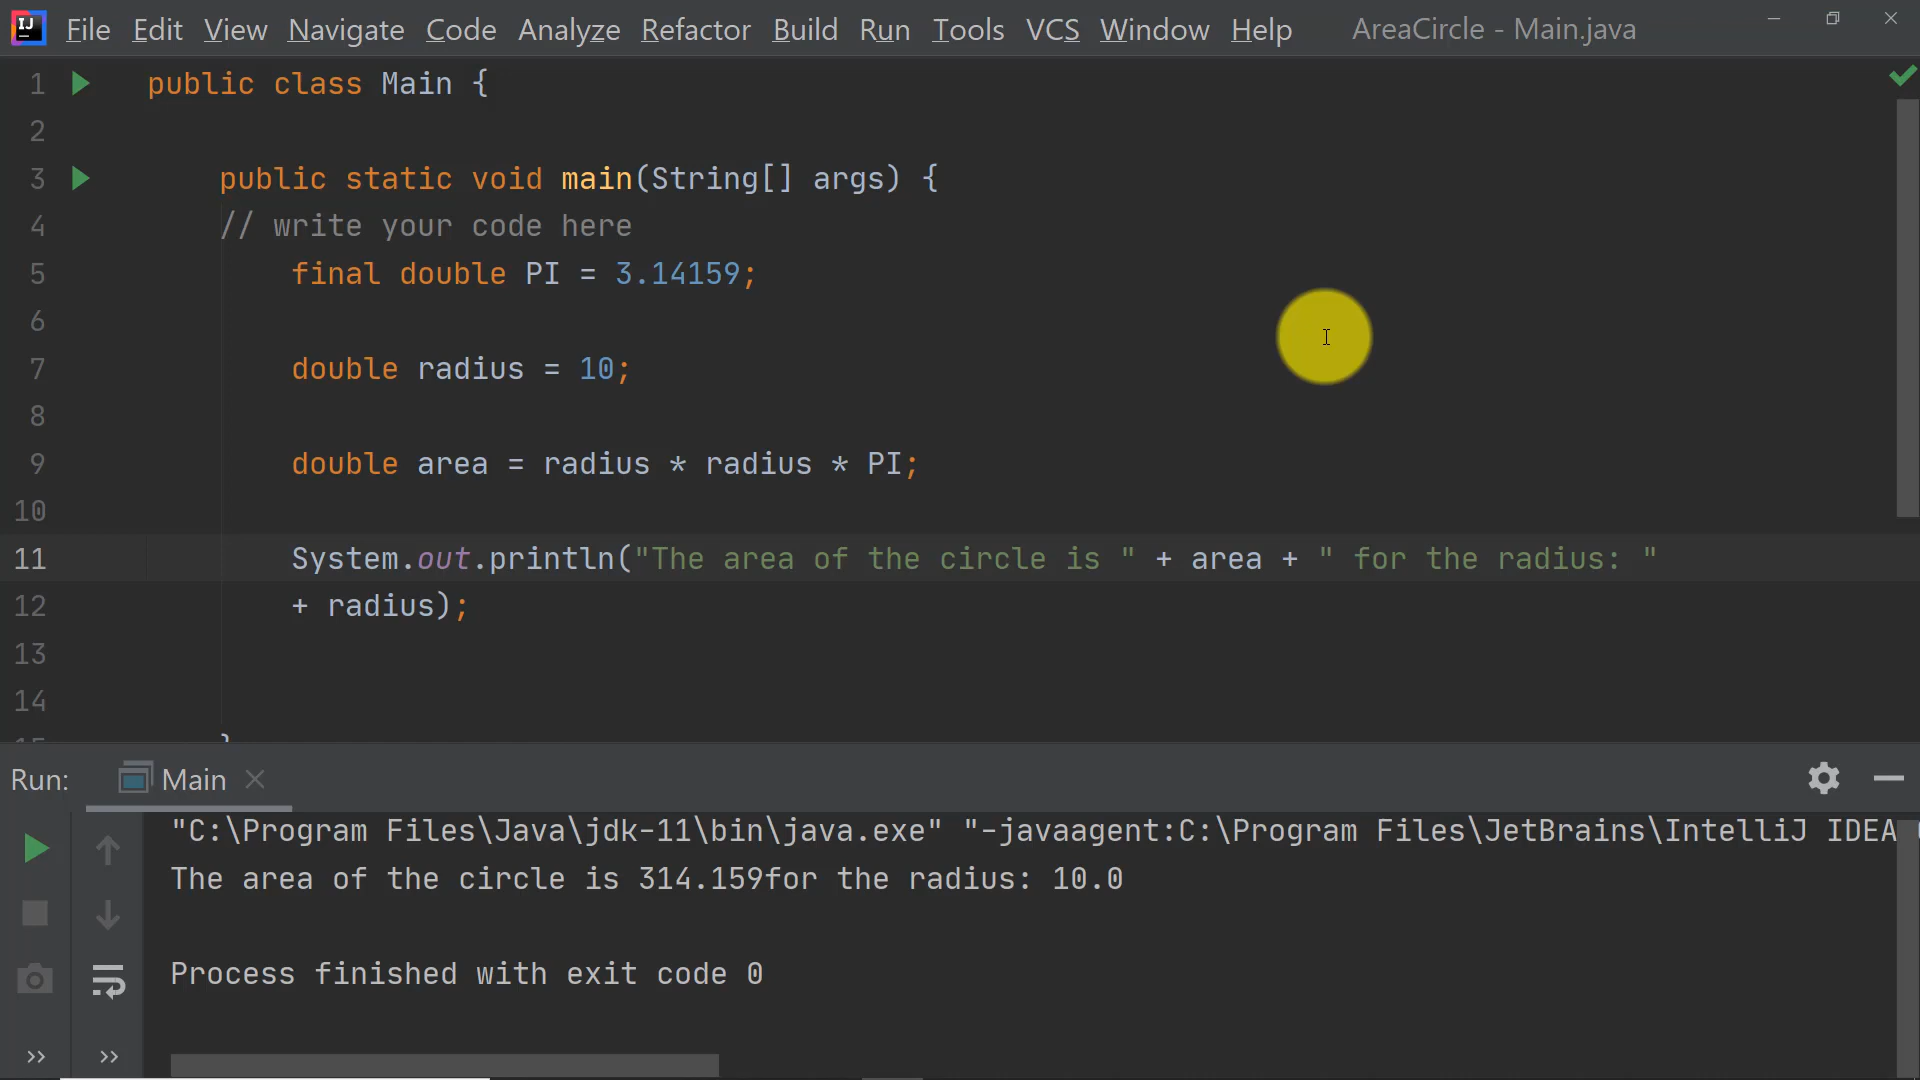 IJ File Edit View Navigate Code Analyze Refactor Build Run Tools VCS Window Help AreaCircle - Main.java
1 public class Main {
2
3 public static void main(String[] args) {
4 // write your code here
5 final double PI = 3.14159;
6
7 double radius = 10;
8
9 double area = radius * radius * PI;
10
11 System.out.println("The area of the circle is " + area + " for the radius: "
12 + radius);
13
14
Run: Main
"C:\Program Files\Java\jdk-11\bin\java.exe" "-javaagent:C:\Program Files\JetBrains\IntelliJ IDEA
The area of the circle is 314.159for the radius: 10.0
Process finished with exit code 0